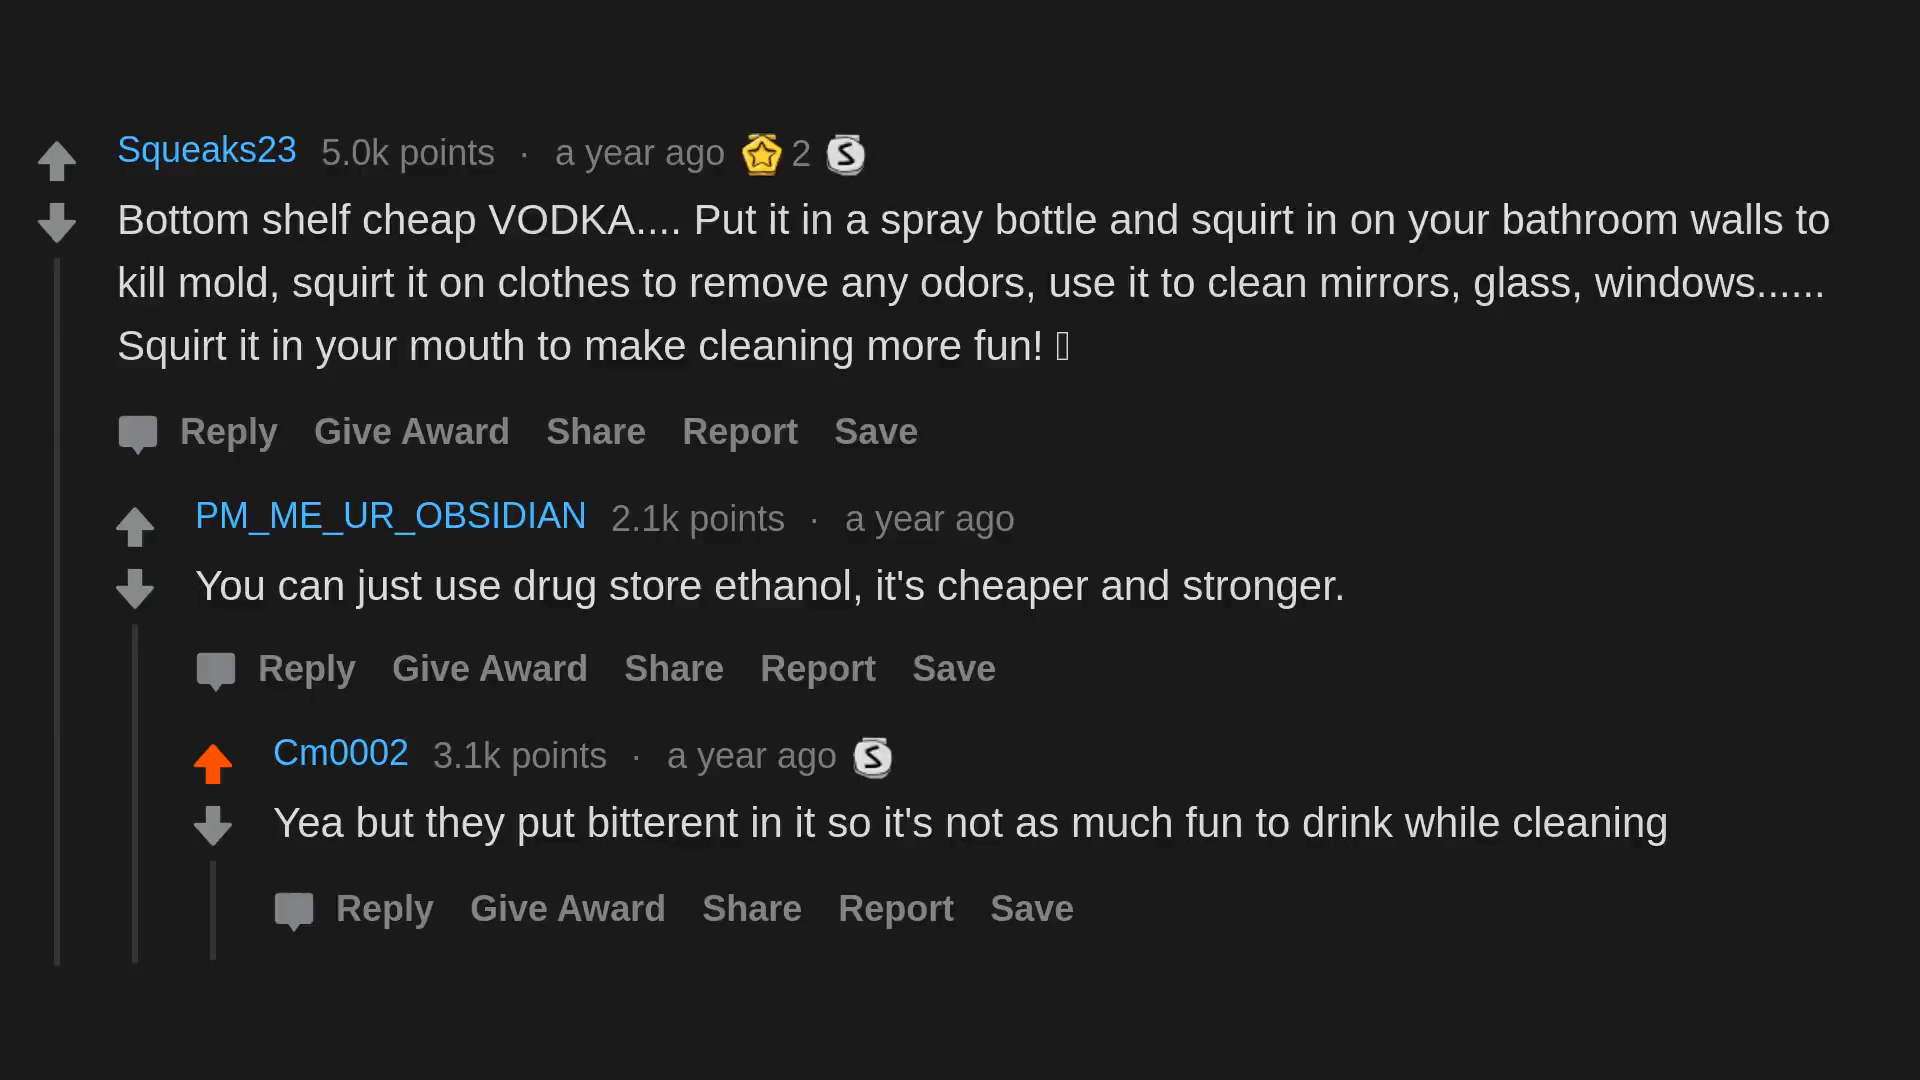 Squeaks23 5.0k points · a year ago 2 S
Bottom shelf cheap VODKA.... Put it in a spray bottle and squirt in on your bathroom walls to
kill mold, squirt it on clothes to remove any odors, use it to clean mirrors, glass, windows......
Squirt it in your mouth to make cleaning more fun! 
Reply Give Award Share Report Save
PM_ME_UR_OBSIDIAN 2.1k points · a year ago
You can just use drug store ethanol, it's cheaper and stronger.
Reply Give Award Share Report Save
Cm0002 3.1k points · a year ago S
Yea but they put bitterent in it so it's not as much fun to drink while cleaning
Reply Give Award Share Report Save